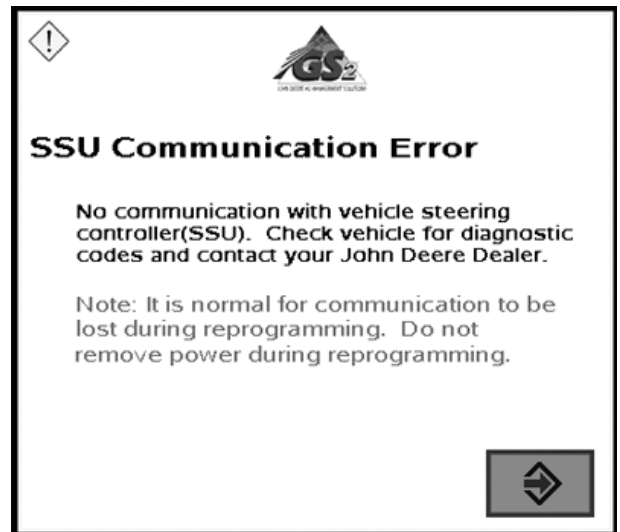 GS2
SSU Communication Error
No communication with vehicle steering
controller(SSU). Check vehicle for diagnostic
codes and contact your John Deere Dealer.
Note: It is normal for communication to be
lost during reprogramming. Do not
remove power during reprogramming.